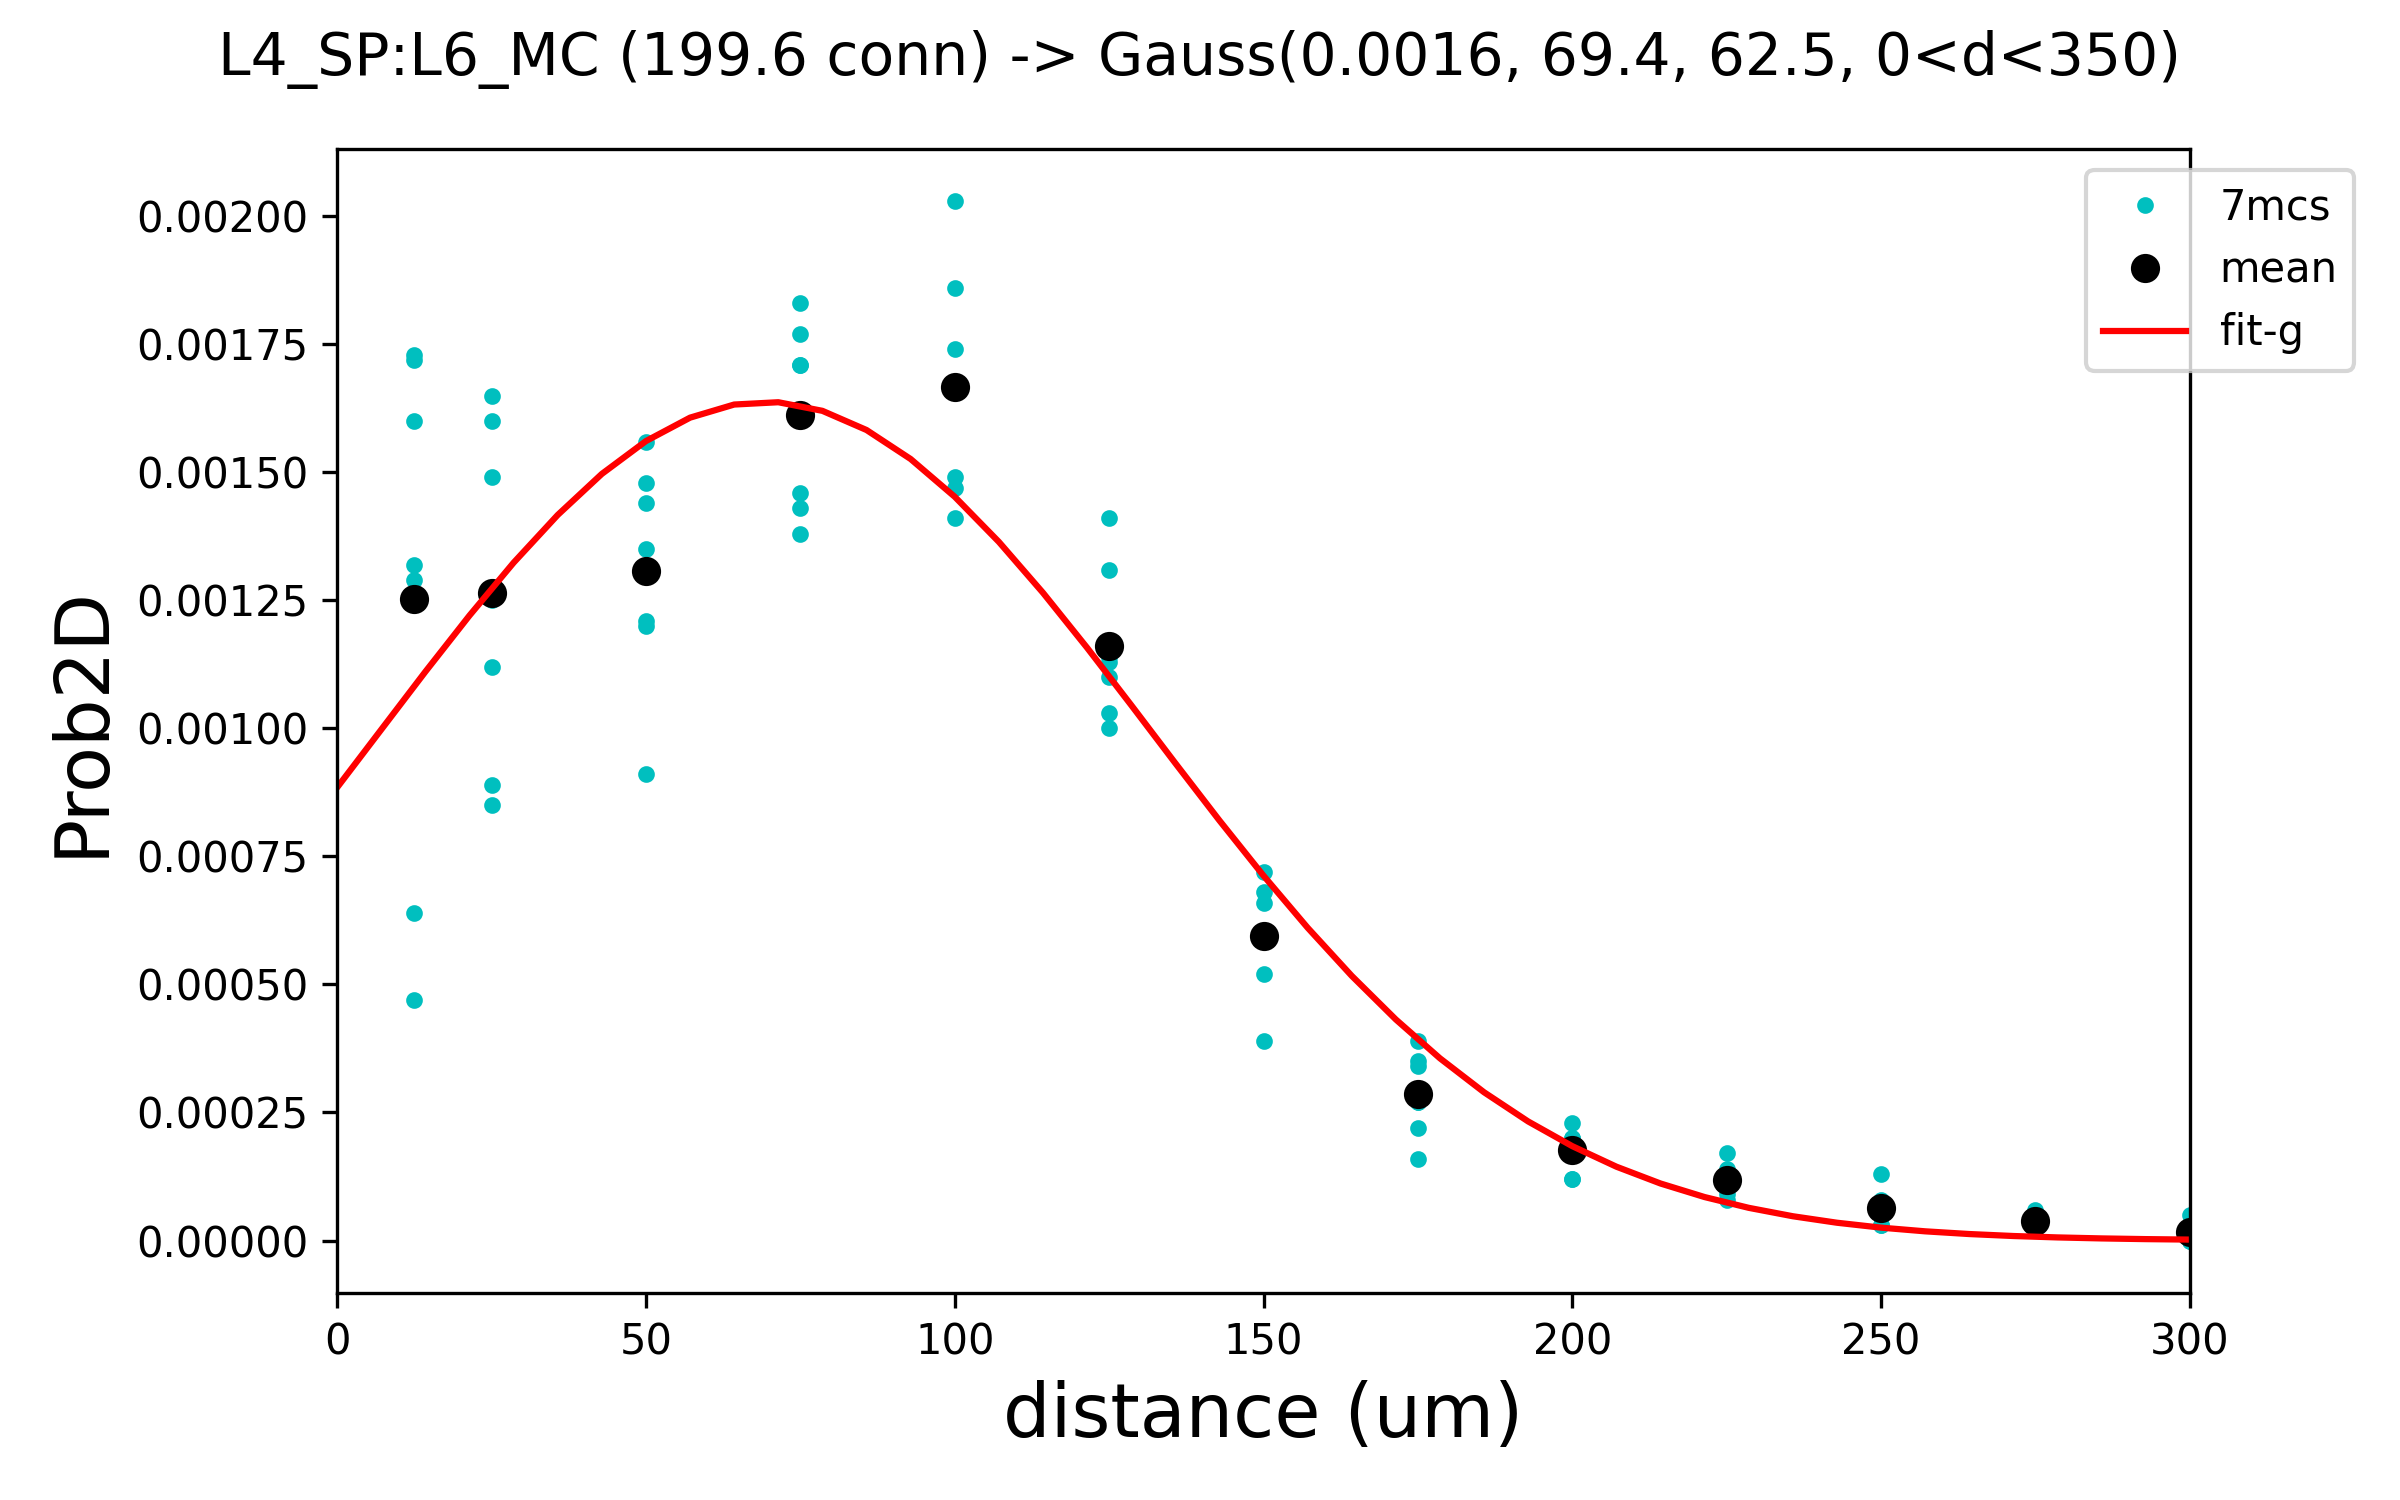 L4_SP:L6_MC (199.6 conn) -> Gauss(0.0016, 69.4, 62.5, 0<d<350)
7mcs
mean
fit-g
Prob2D
0.00200
0.00175
0.00150
0.00125
0.00100
0.00075
0.00050
0.00025
0.00000
0 50 100 150 200 250 300
distance (um)